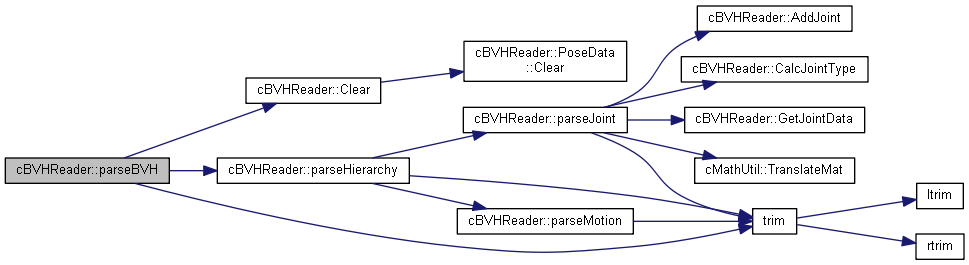 cBVHReader::parseBVH
cBVHReader::Clear
cBVHReader::PoseData
::Clear
cBVHReader::parseHierarchy
cBVHReader::parseJoint
cBVHReader::parseMotion
cBVHReader::AddJoint
cBVHReader::CalcJointType
cBVHReader::GetJointData
cMathUtil::TranslateMat
trim
ltrim
rtrim